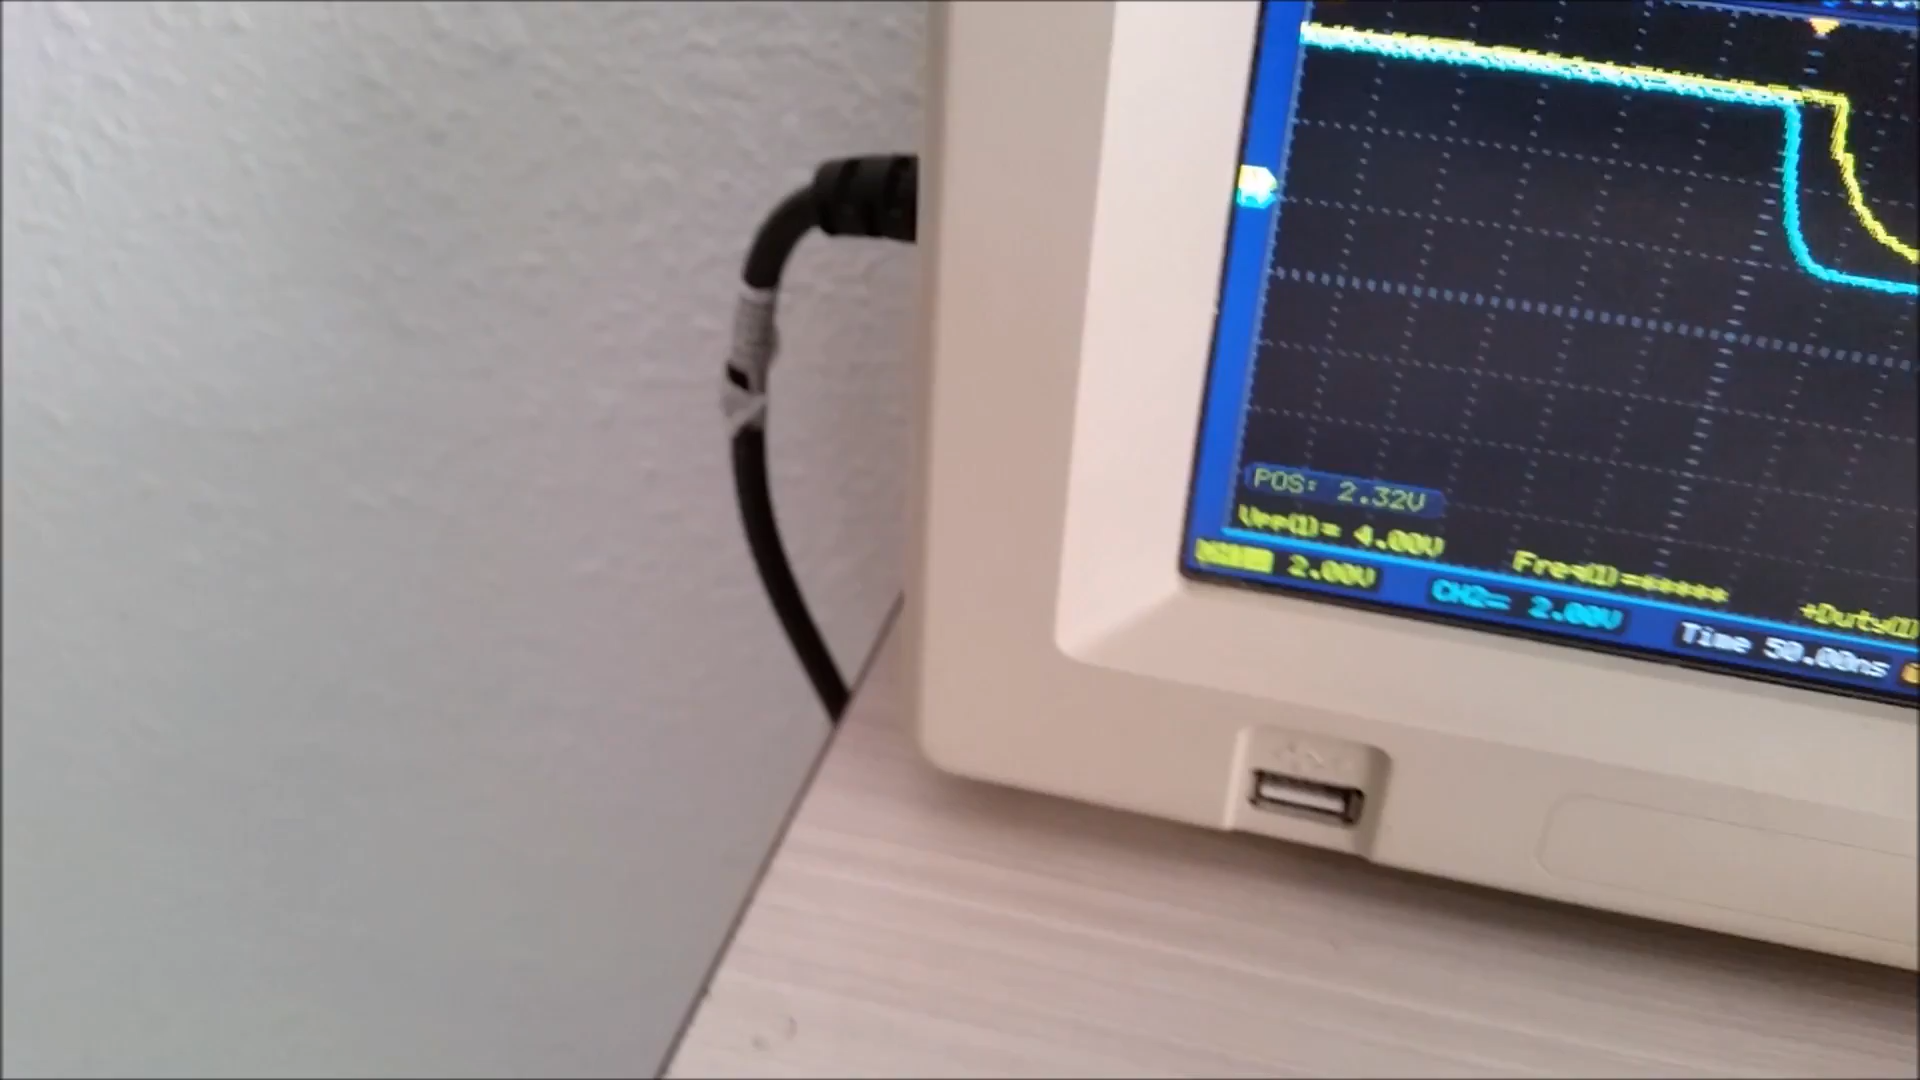 POS: 2.32V
Vpp(1)= 4.00V
2.00V
Freq(1)=*****
CH2= 2.00V
+Duty(1)
Time 50.00ns